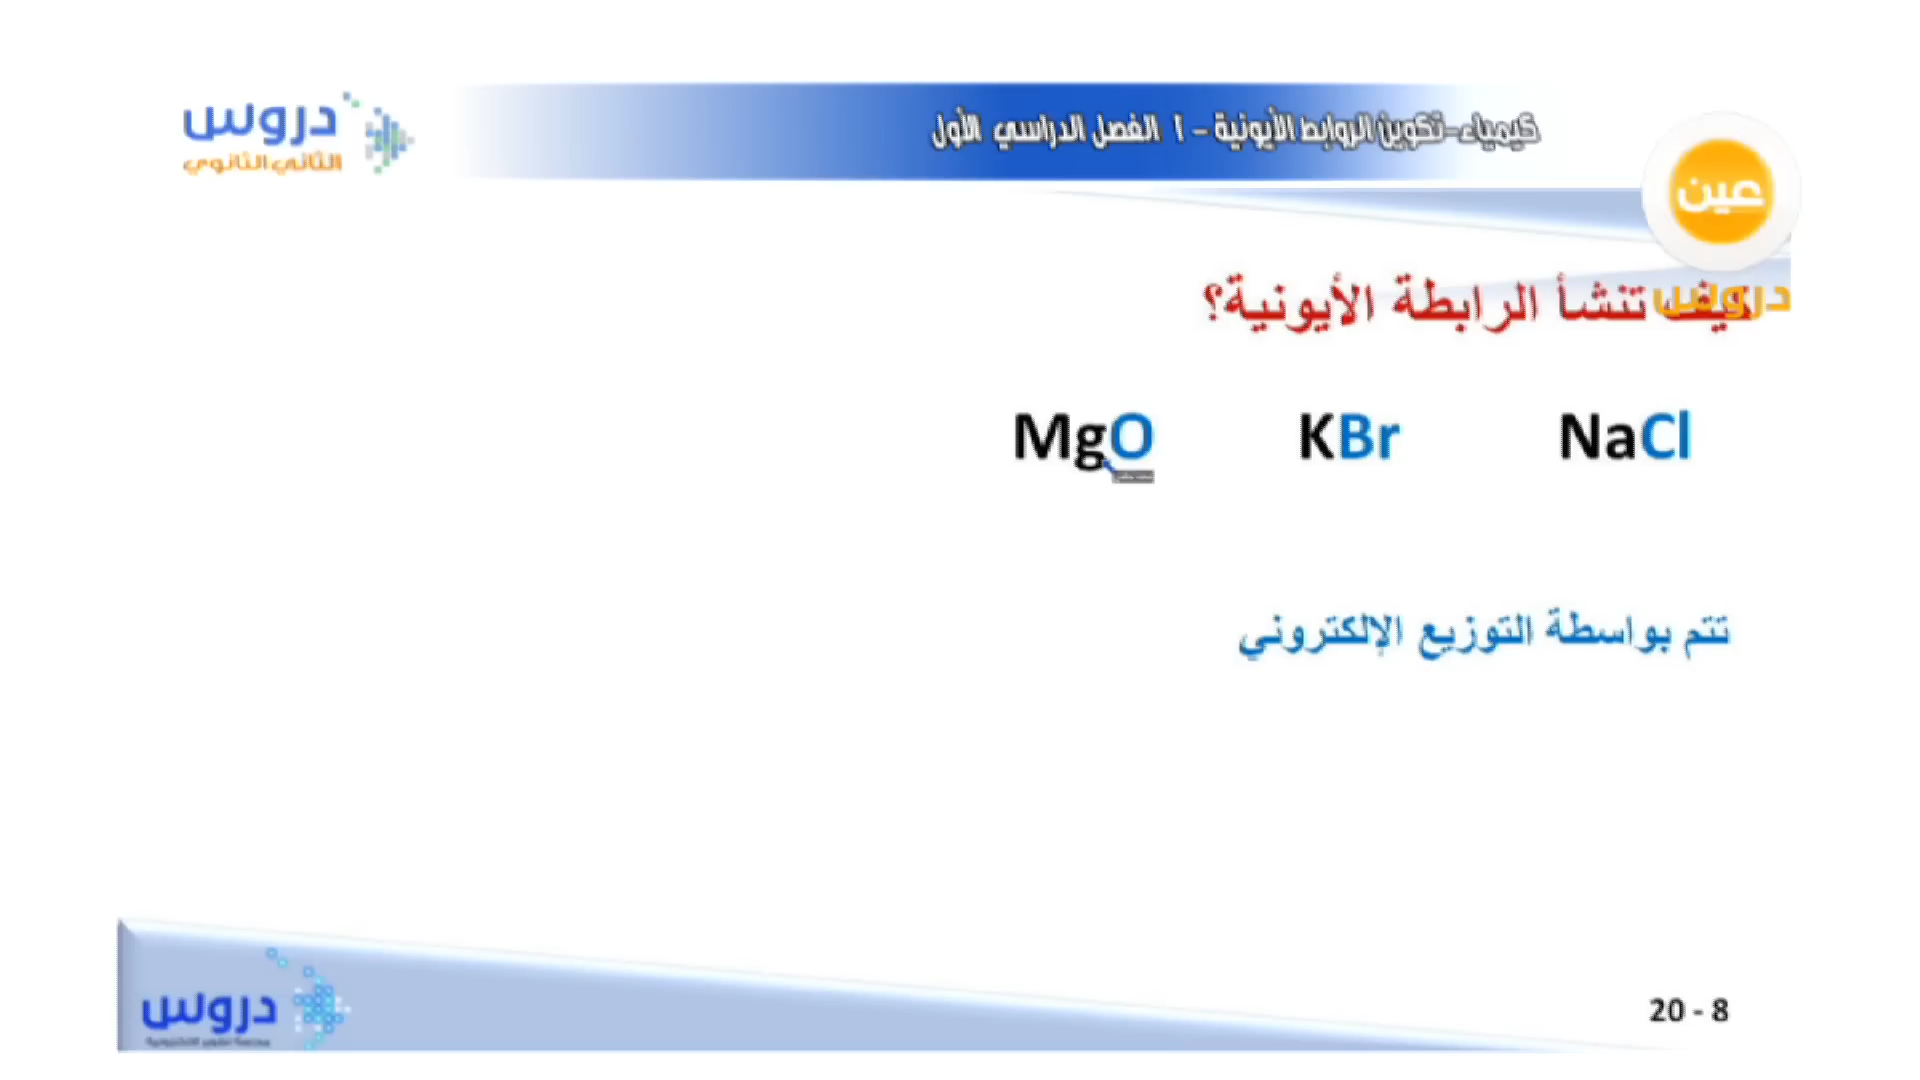 دروس
الثاني الثانوي
كيمياء-تكوين الروابط الأيونية - ١ الفصل الدراسي الأول
عين
دروس
كيف تنشأ الرابطة الأيونية؟
NaCl KBr MgO
تتم بواسطة التوزيع الإلكتروني
دروس
20 - 8